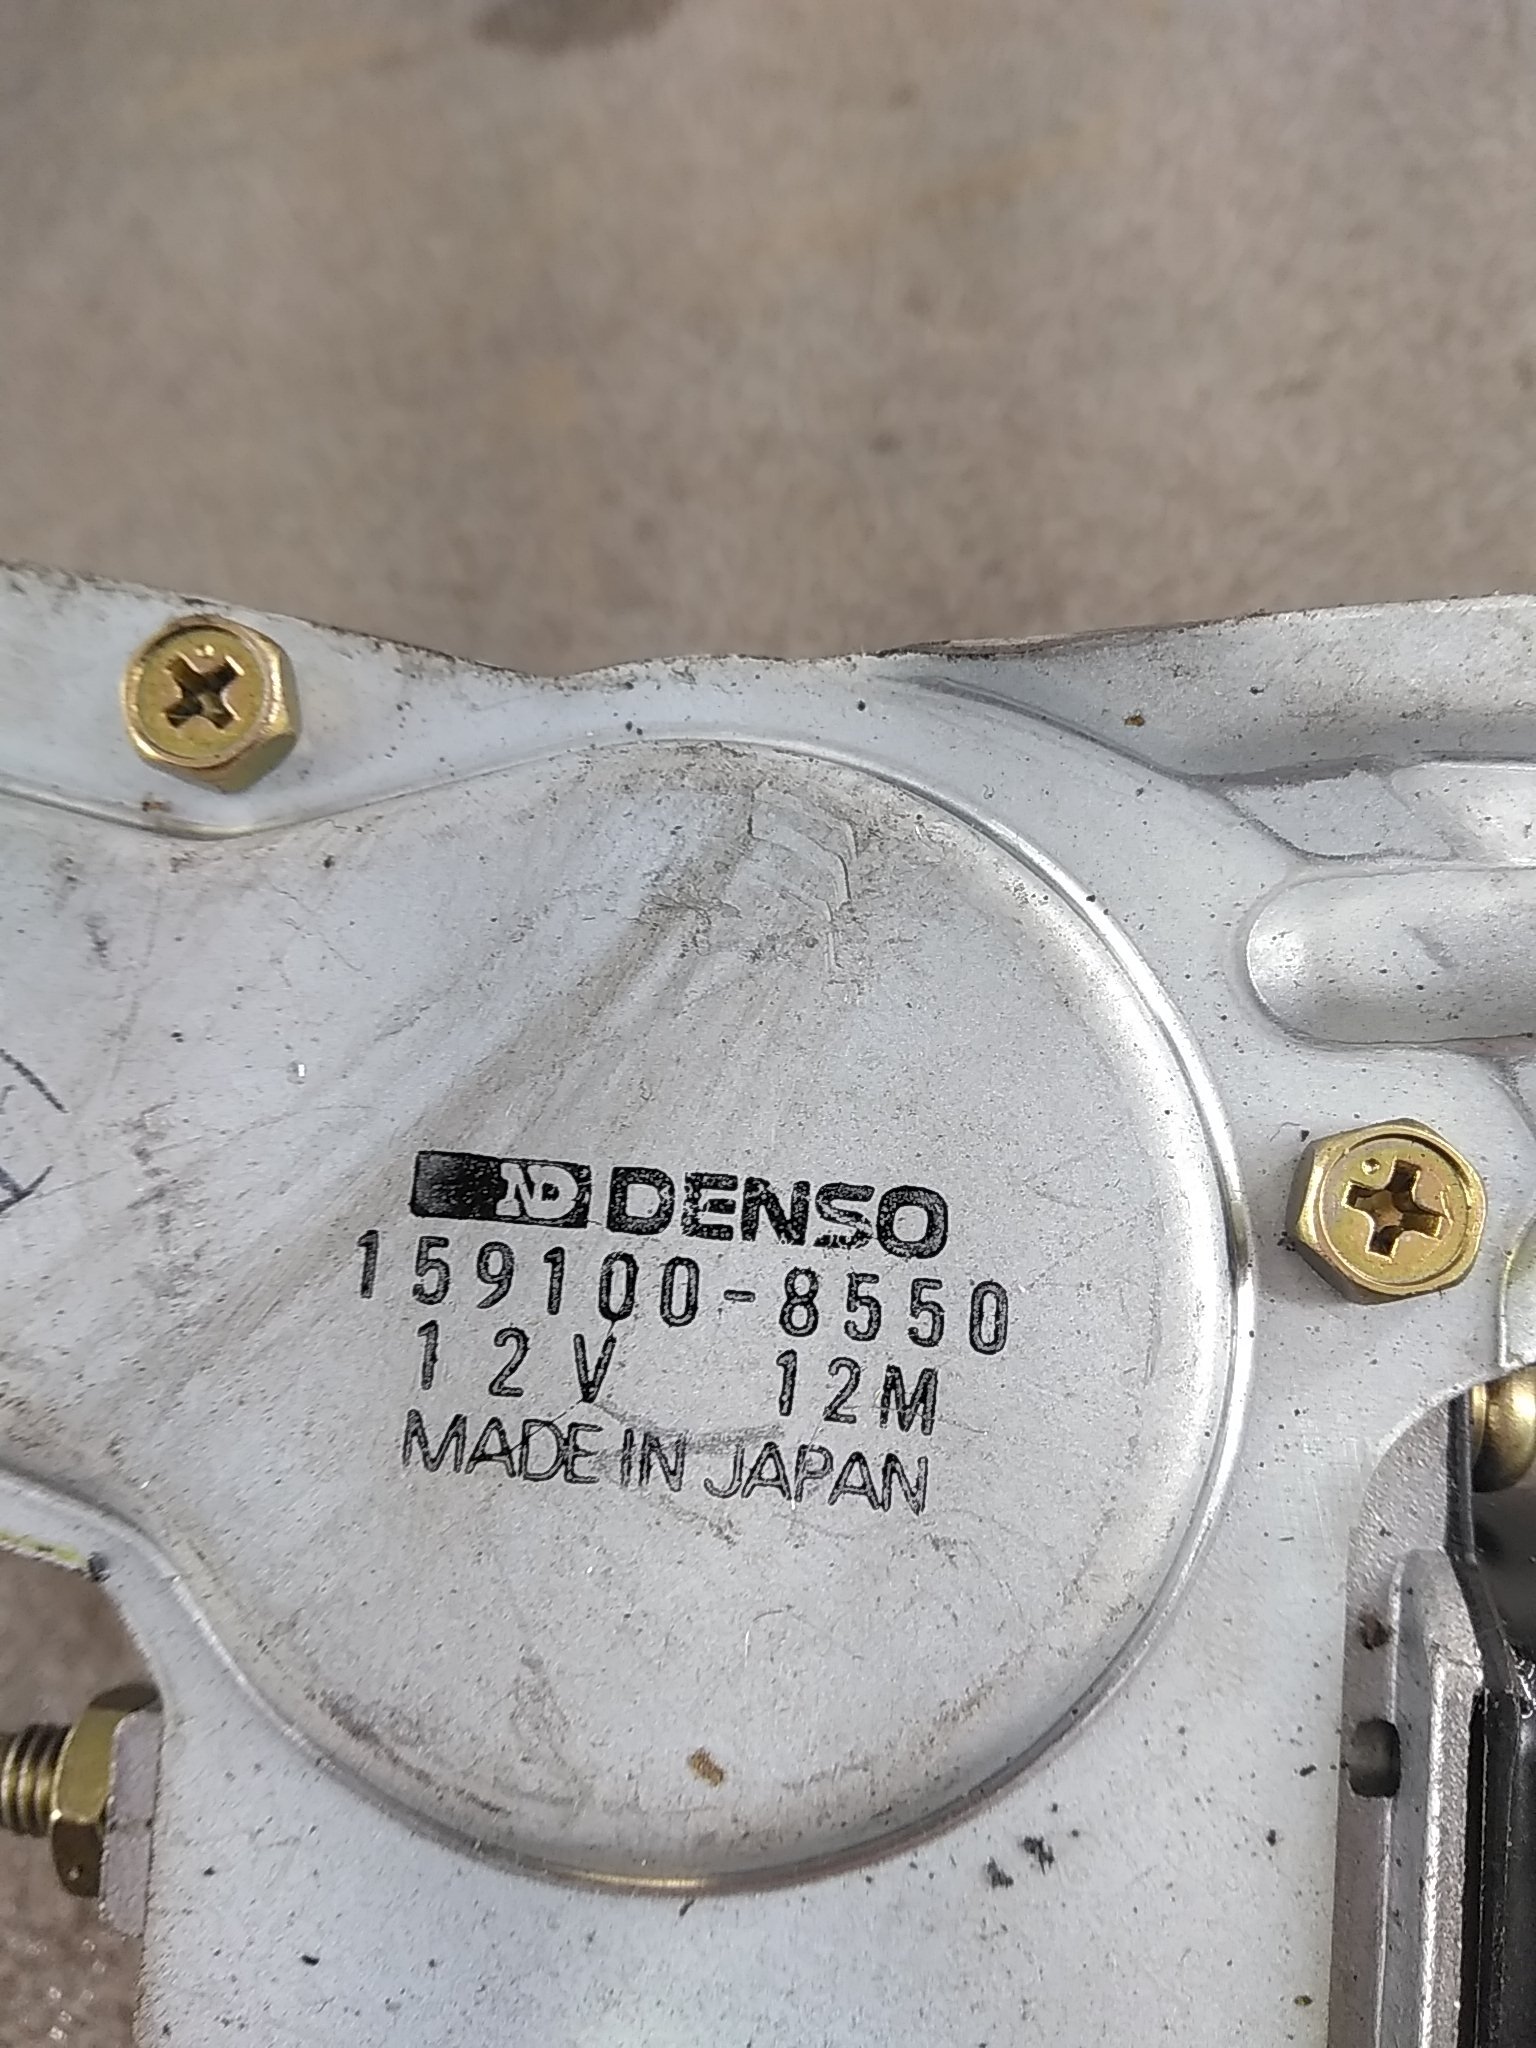 ND DENSO
159100-8550
12V 12M
MADE IN JAPAN